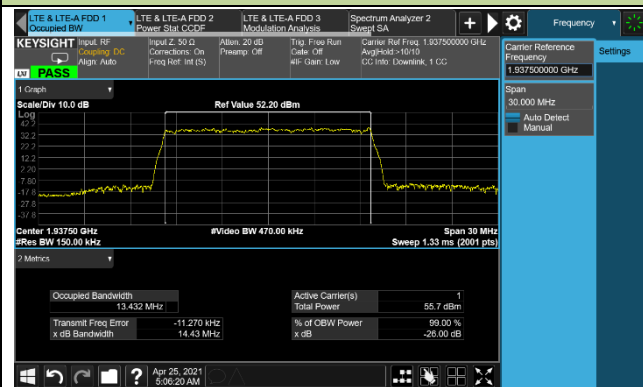 LTE & LTE-A FDD 1
Occupied BW
LTE & LTE-A FDD 2
Power Stat CCDF
LTE & LTE-A FDD 3
Modulation Analysis
Spectrum Analyzer 2
Swept SA
Frequency
KEYSIGHT
Input: RF
Coupling: DC
Align: Auto
Input Z: 50 Ω
Corrections: On
Freq Ref: Int (S)
Atten: 20 dB
Preamp: Off
Trig: Free Run
Gate: Off
#IF Gain: Low
Carrier Ref Freq: 1.937500000 GHz
Avg|Hold:>10/10
CC Info: Downlink, 1 CC
LXI
PASS
Carrier Reference
Frequency
1.937500000 GHz
Settings
Span
30.000 MHz
Auto Detect
Manual
1 Graph
Scale/Div 10.0 dB
Ref Value 52.20 dBm
Log
42.2
32.2
22.2
12.2
2.20
-7.80
-17.8
-27.8
-37.8
Center 1.93750 GHz
#Video BW 470.00 kHz
Span 30 MHz
#Res BW 150.00 kHz
Sweep 1.33 ms (2001 pts)
2 Metrics
Occupied Bandwidth
13.432 MHz
Active Carrier(s) 1
Total Power 55.7 dBm
Transmit Freq Error -11.270 kHz
x dB Bandwidth 14.43 MHz
% of OBW Power 99.00 %
x dB -26.00 dB
?
Apr 25, 2021
5:06:20 AM